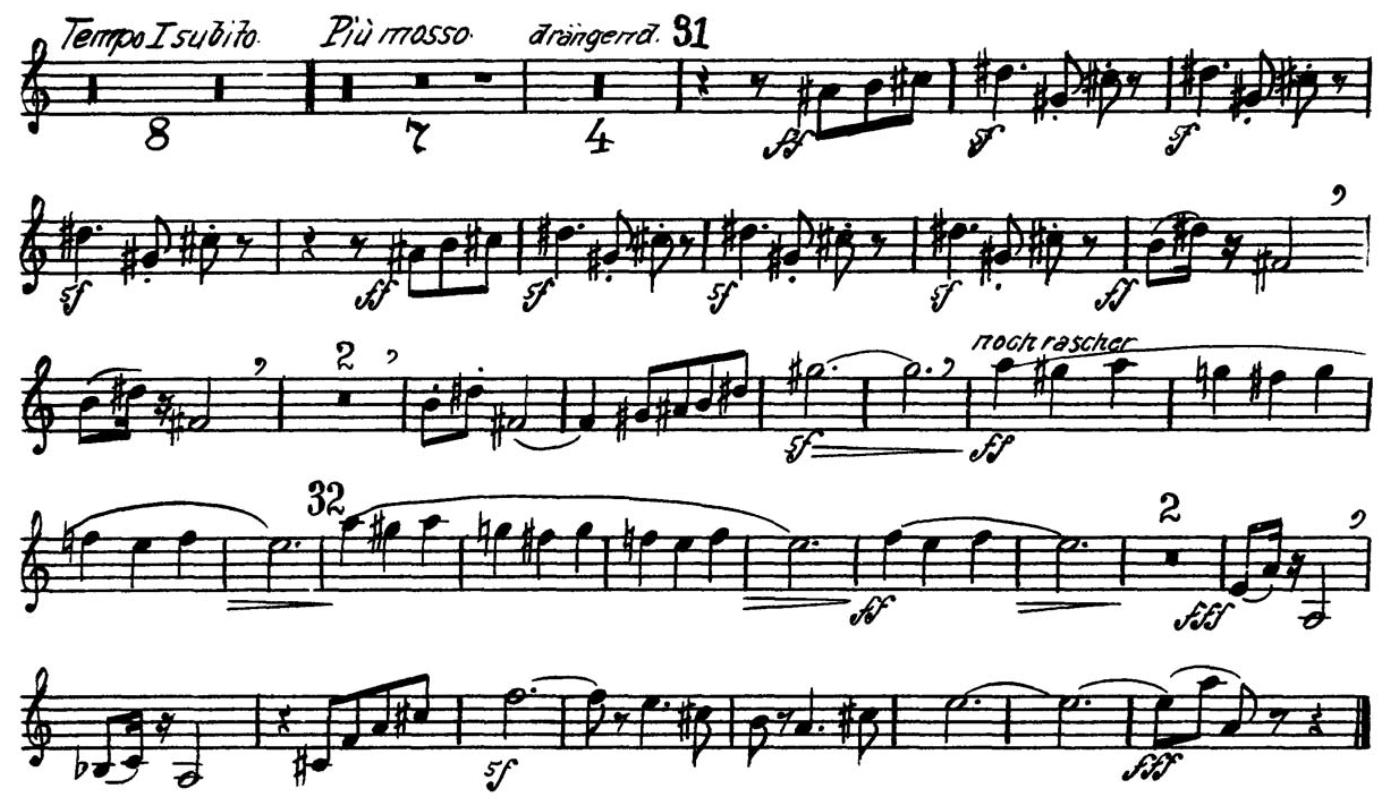 Tempo I subito. Più mosso. drängend. 31
8 7 4 ff sf sf
sf ff sf sf sf ff
2 noch rascher
sf ff
32 2
ff fff
sf fff